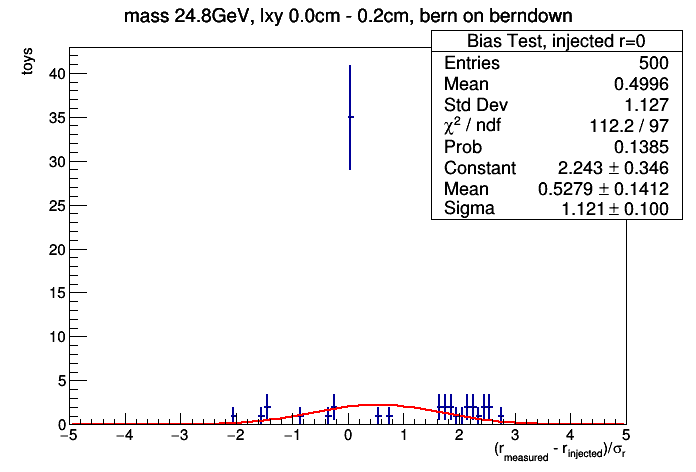 mass 24.8GeV, lxy 0.0cm - 0.2cm, bern on berndown
toys
Bias Test, injected r=0
Entries 500
Mean 0.4996
Std Dev 1.127
χ² / ndf 112.2 / 97
Prob 0.1385
Constant 2.243 ± 0.346
Mean 0.5279 ± 0.1412
Sigma 1.121 ± 0.100
40
35
30
25
20
15
10
5
0
−5 −4 −3 −2 −1 0 1 2 3 4 5
(r_measured - r_injected)/σ_r